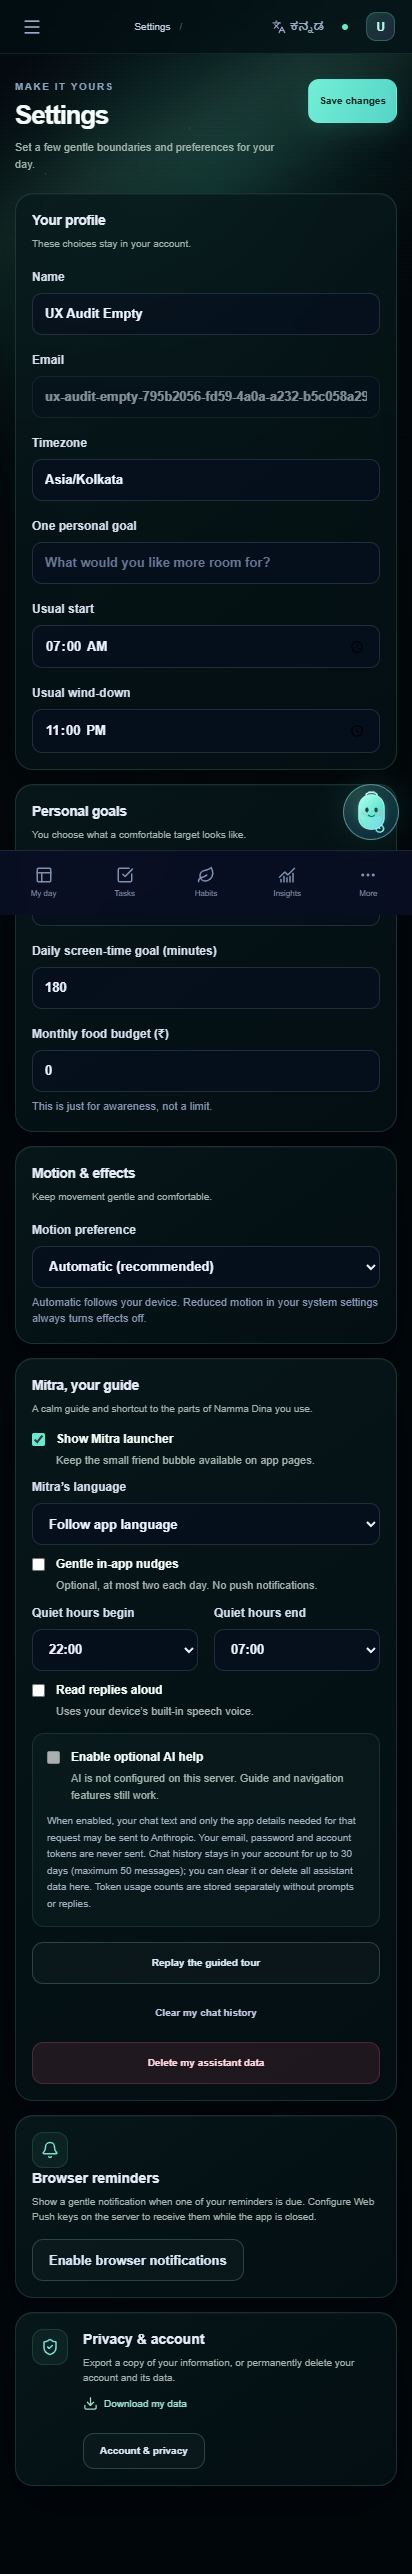 Settings /
ಕನ್ನಡ
U
MAKE IT YOURS
Settings
Save changes
Set a few gentle boundaries and preferences for your
day.
Your profile
These choices stay in your account.
Name
UX Audit Empty
Email
ux-audit-empty-795b2056-fd59-4a0a-a232-b5c058a29
Timezone
Asia/Kolkata
One personal goal
What would you like more room for?
Usual start
07:00 AM
Usual wind-down
11:00 PM
Personal goals
You choose what a comfortable target looks like.
My day
Tasks
Habits
Insights
More
Daily screen-time goal (minutes)
180
Monthly food budget (₹)
0
This is just for awareness, not a limit.
Motion & effects
Keep movement gentle and comfortable.
Motion preference
Automatic (recommended)
Automatic follows your device. Reduced motion in your system settings
always turns effects off.
Mitra, your guide
A calm guide and shortcut to the parts of Namma Dina you use.
Show Mitra launcher
Keep the small friend bubble available on app pages.
Mitra's language
Follow app language
Gentle in-app nudges
Optional, at most two each day. No push notifications.
Quiet hours begin
Quiet hours end
22:00
07:00
Read replies aloud
Uses your device's built-in speech voice.
Enable optional AI help
AI is not configured on this server. Guide and navigation
features still work.
When enabled, your chat text and only the app details needed for that
request may be sent to Anthropic. Your email, password and account
tokens are never sent. Chat history stays in your account for up to 30
days (maximum 50 messages); you can clear it or delete all assistant
data here. Token usage counts are stored separately without prompts
or replies.
Replay the guided tour
Clear my chat history
Delete my assistant data
Browser reminders
Show a gentle notification when one of your reminders is due. Configure Web
Push keys on the server to receive them while the app is closed.
Enable browser notifications
Privacy & account
Export a copy of your information, or permanently delete your
account and its data.
Download my data
Account & privacy